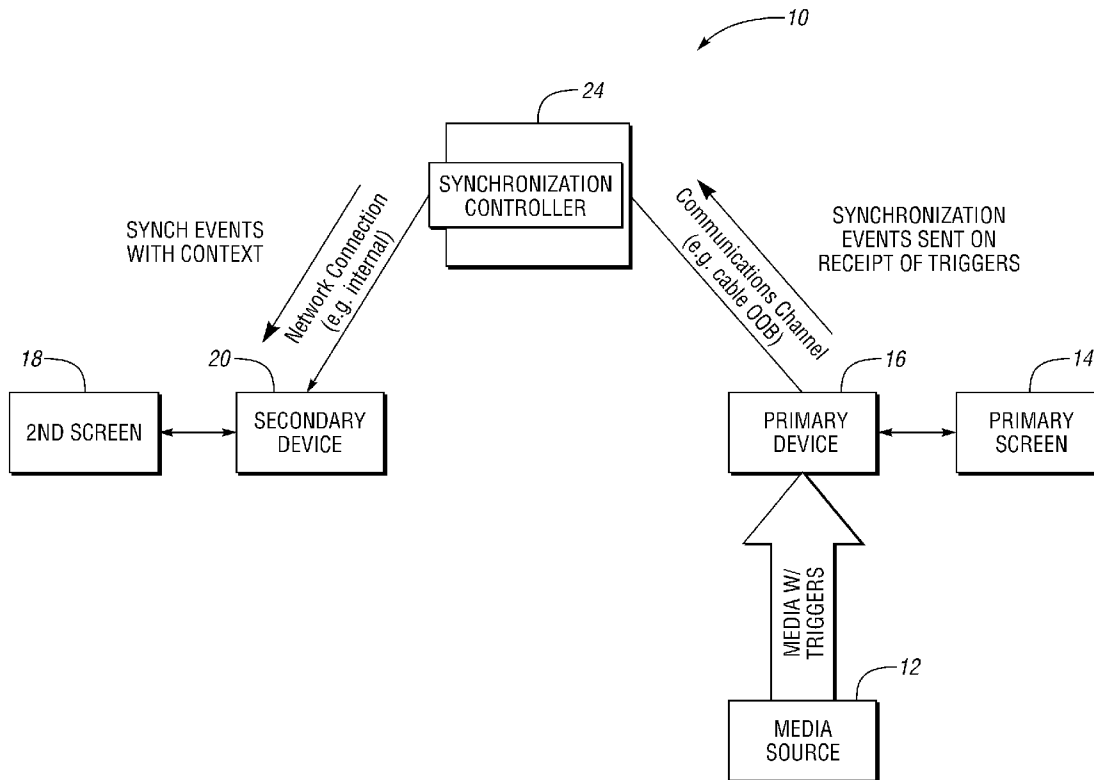 10
24
SYNCHRONIZATION
CONTROLLER
SYNCH EVENTS
WITH CONTEXT
Network Connection
(e.g. internal)
Communications Channel
(e.g. cable OOB)
SYNCHRONIZATION
EVENTS SENT ON
RECEIPT OF TRIGGERS
18
2ND SCREEN
20
SECONDARY
DEVICE
16
PRIMARY
DEVICE
14
PRIMARY
SCREEN
MEDIA W/
TRIGGERS
12
MEDIA
SOURCE